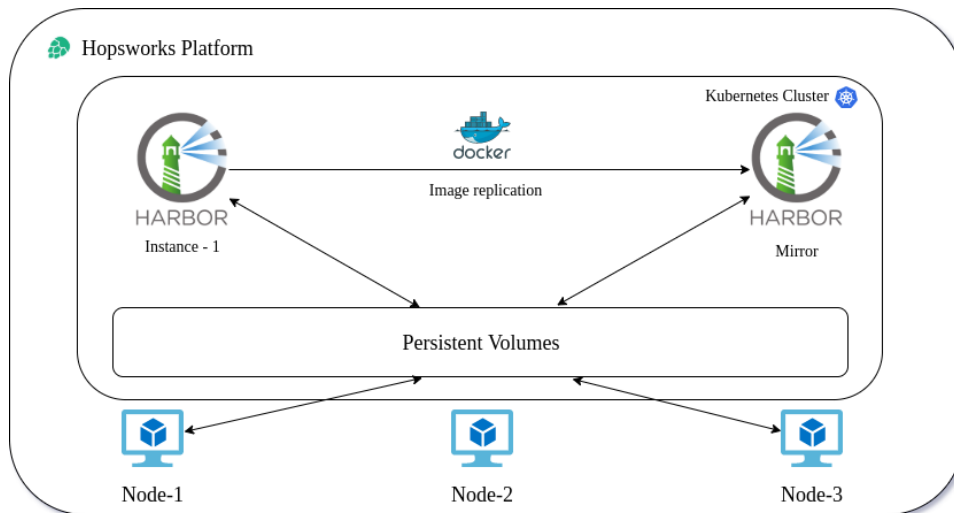 Hopsworks Platform
Kubernetes Cluster
docker
Image replication
HARBOR
HARBOR
Instance - 1
Mirror
Persistent Volumes
Node-1
Node-2
Node-3